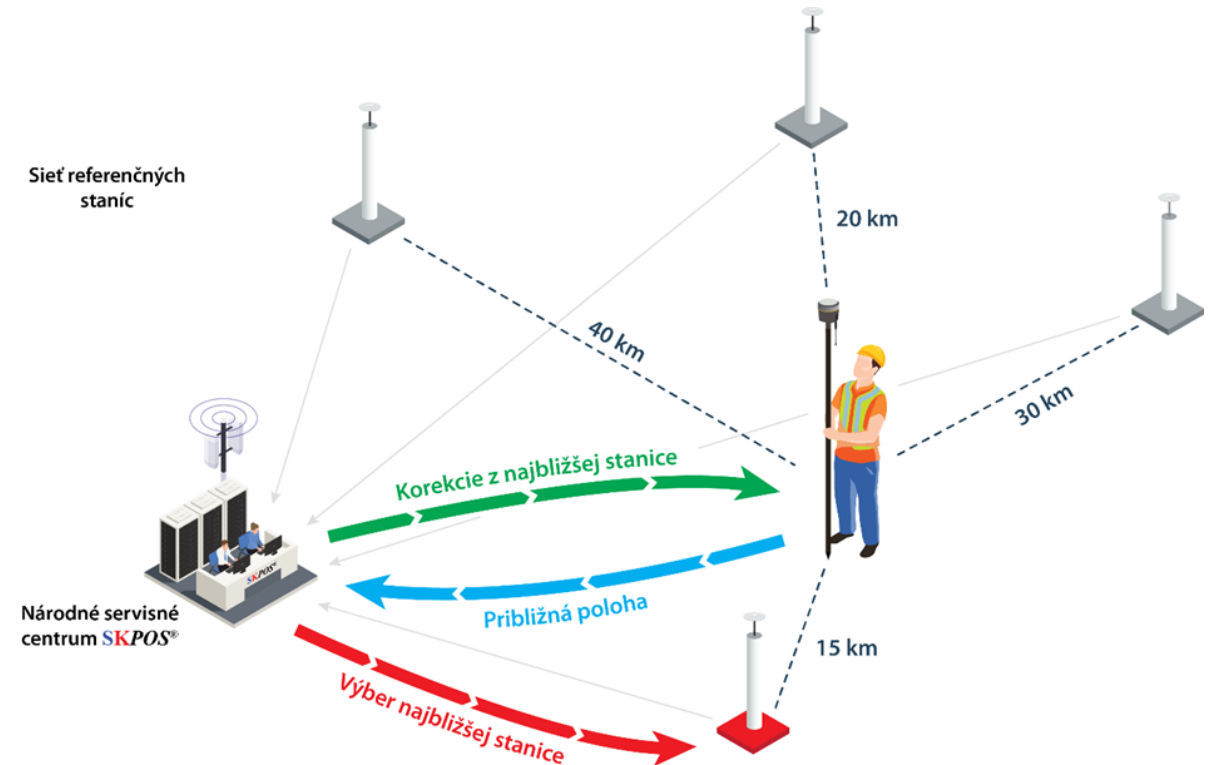 Sieť referenčných
staníc
20 km
40 km
30 km
Korekcie z najbližšej stanice
Približná poloha
SKPOS®
Národné servisné
centrum SKPOS®
15 km
Výber najbližšej stanice